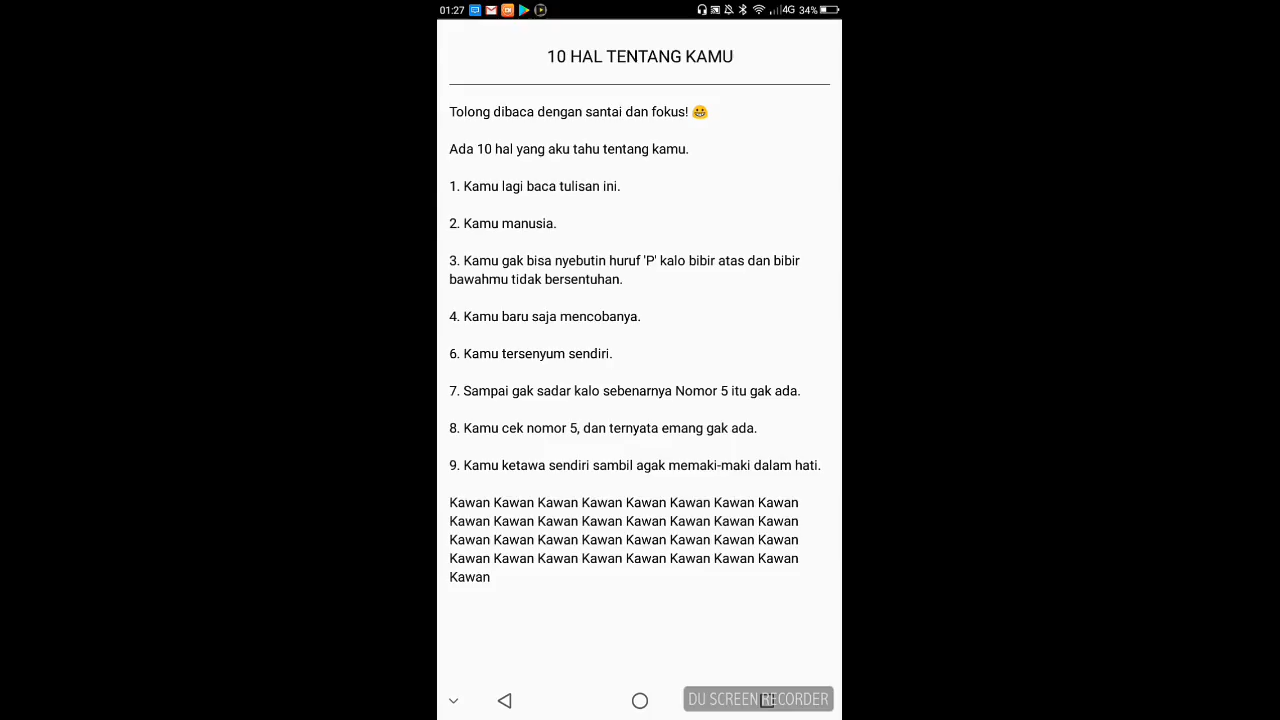 01:27 4G 34%
10 HAL TENTANG KAMU
Tolong dibaca dengan santai dan fokus! 😀
Ada 10 hal yang aku tahu tentang kamu.
1. Kamu lagi baca tulisan ini.
2. Kamu manusia.
3. Kamu gak bisa nyebutin huruf 'P' kalo bibir atas dan bibir
bawahmu tidak bersentuhan.
4. Kamu baru saja mencobanya.
6. Kamu tersenyum sendiri.
7. Sampai gak sadar kalo sebenarnya Nomor 5 itu gak ada.
8. Kamu cek nomor 5, dan ternyata emang gak ada.
9. Kamu ketawa sendiri sambil agak memaki-maki dalam hati.
Kawan Kawan Kawan Kawan Kawan Kawan Kawan Kawan
Kawan Kawan Kawan Kawan Kawan Kawan Kawan Kawan
Kawan Kawan Kawan Kawan Kawan Kawan Kawan Kawan
Kawan Kawan Kawan Kawan Kawan Kawan Kawan Kawan
Kawan
DU SCREEN RECORDER